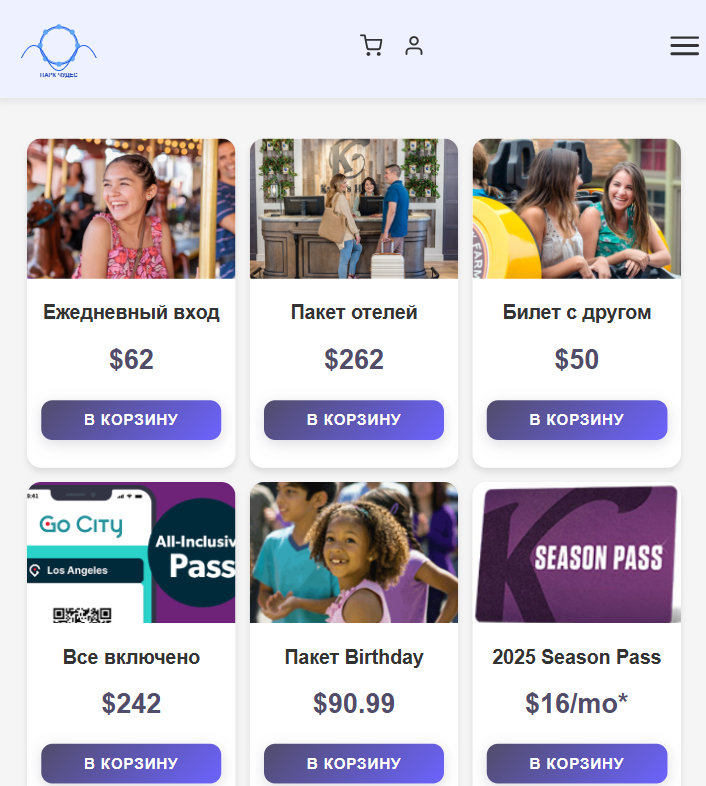 ПАРК ЧУДЕС
Ежедневный вход
Пакет отелей
Билет с другом
$62
$262
$50
В КОРЗИНУ
В КОРЗИНУ
В КОРЗИНУ
FARM
9:41
GO CITY
All-Inclusiv
Los Angeles
Pass
SEASON PASS
Все включено
Пакет Birthday
2025 Season Pass
$242
$90.99
$16/mo*
В КОРЗИНУ
В КОРЗИНУ
В КОРЗИНУ